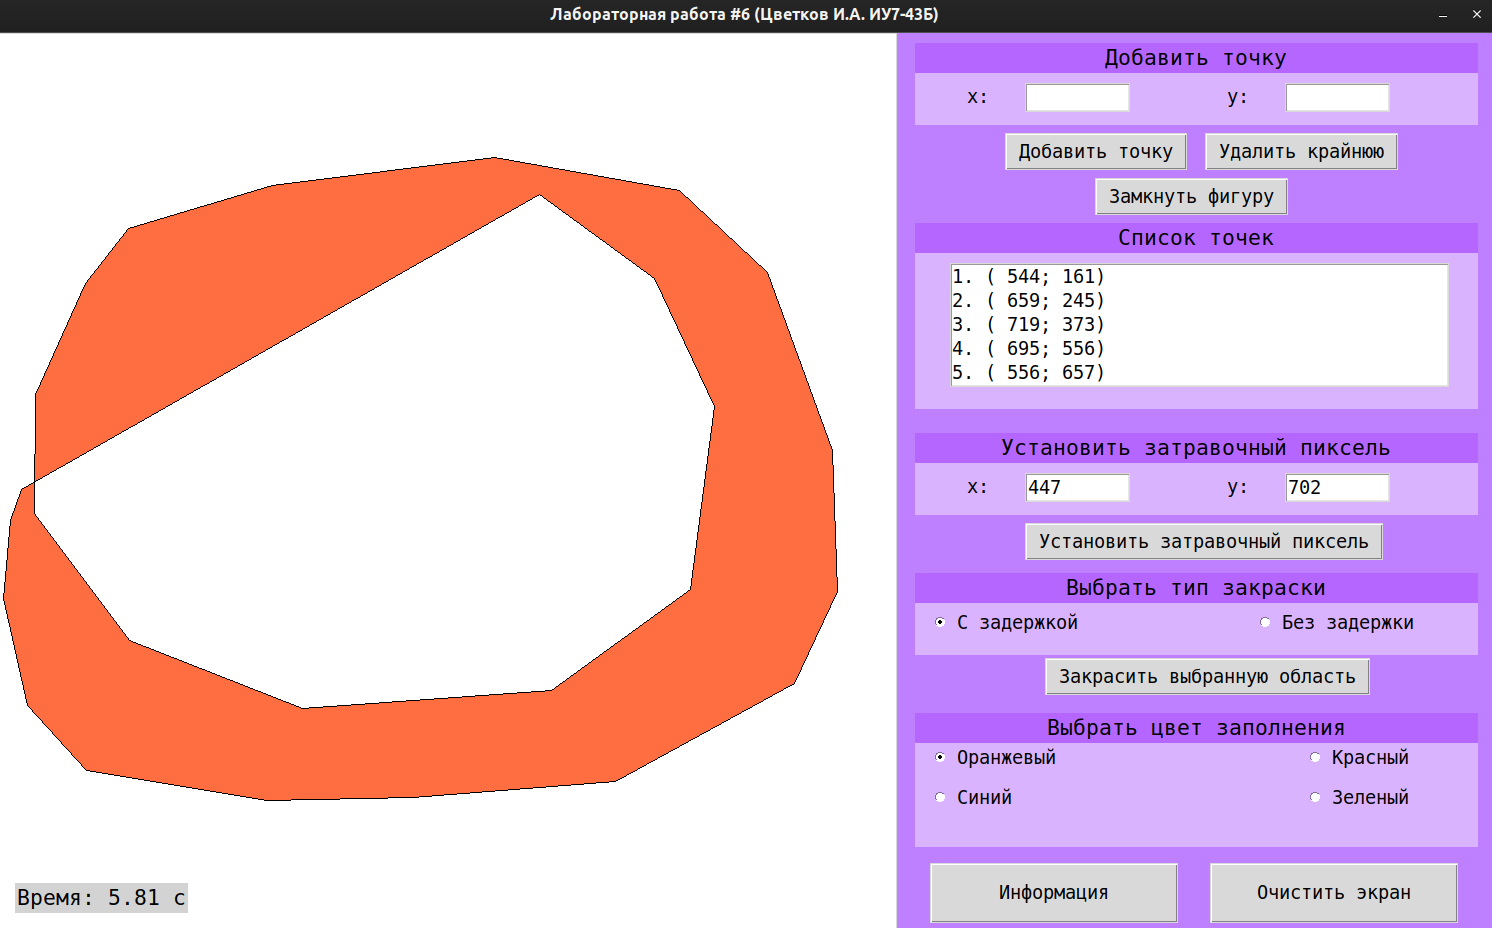 Лабораторная работа #6 (Цветков И.А. ИУ7-43Б)
Добавить точку
x: y:
Добавить точку Удалить крайнюю
Замкнуть фигуру
Список точек
1. ( 544; 161)
2. ( 659; 245)
3. ( 719; 373)
4. ( 695; 556)
5. ( 556; 657)
Установить затравочный пиксель
x: 447 y: 702
Установить затравочный пиксель
Выбрать тип закраски
С задержкой Без задержки
Закрасить выбранную область
Выбрать цвет заполнения
Оранжевый Красный
Синий Зеленый
Информация Очистить экран
Время: 5.81 с